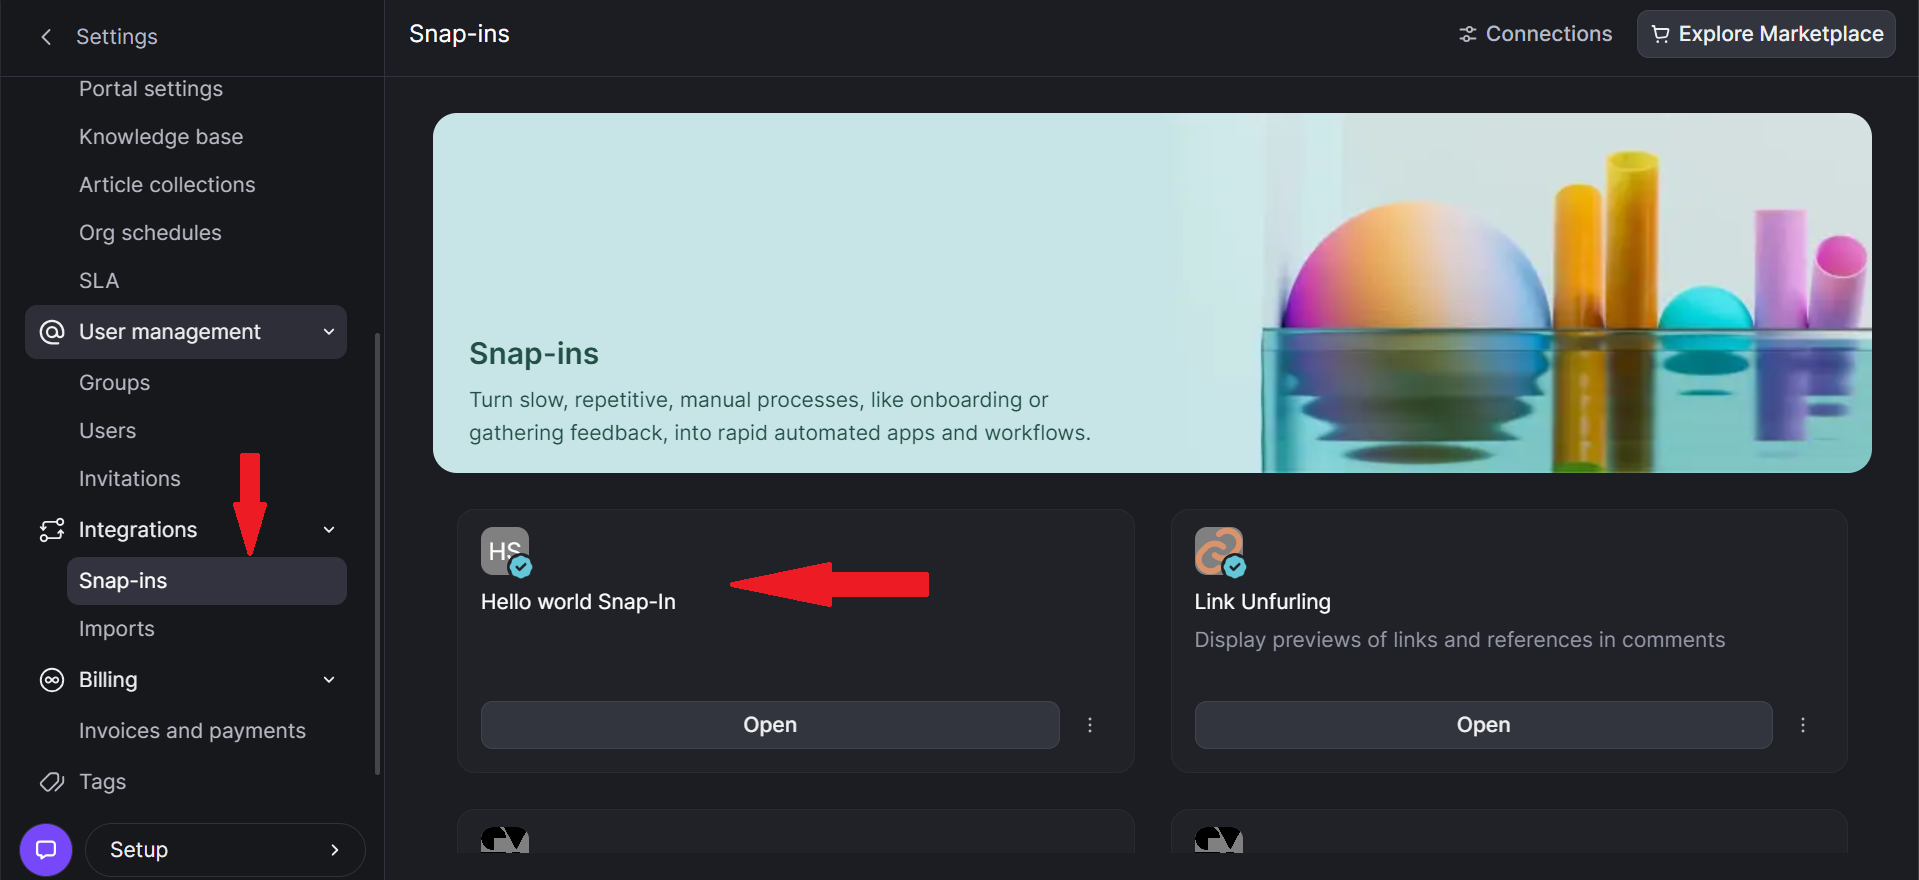 Settings
Portal settings
Knowledge base
Article collections
Org schedules
SLA
User management
Groups
Users
Invitations
Integrations
Snap-ins
Imports
Billing
Invoices and payments
Tags
Setup
Snap-ins
Connections
Explore Marketplace
Snap-ins
Turn slow, repetitive, manual processes, like onboarding or
gathering feedback, into rapid automated apps and workflows.
HS
Hello world Snap-In
Open
Link Unfurling
Display previews of links and references in comments
Open